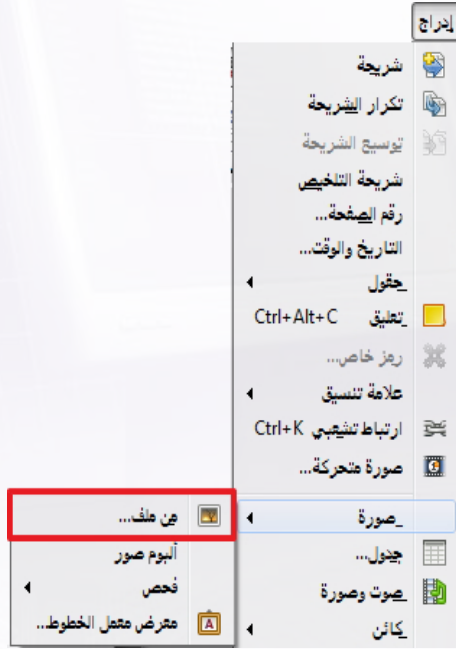 إدراج
شريحة
تكرار الشريحة
توسيع الشريحة
شريحة التلخيص
رقم الصفحة...
التاريخ والوقت...
حقول
تعليق Ctrl+Alt+C
رمز خاص...
علامة تنسيق
ارتباط تشعبي Ctrl+K
صورة متحركة...
صورة
من ملف...
جدول...
ألبوم صور
صوت وصورة
فحص
كائن
معرض معمل الخطوط...